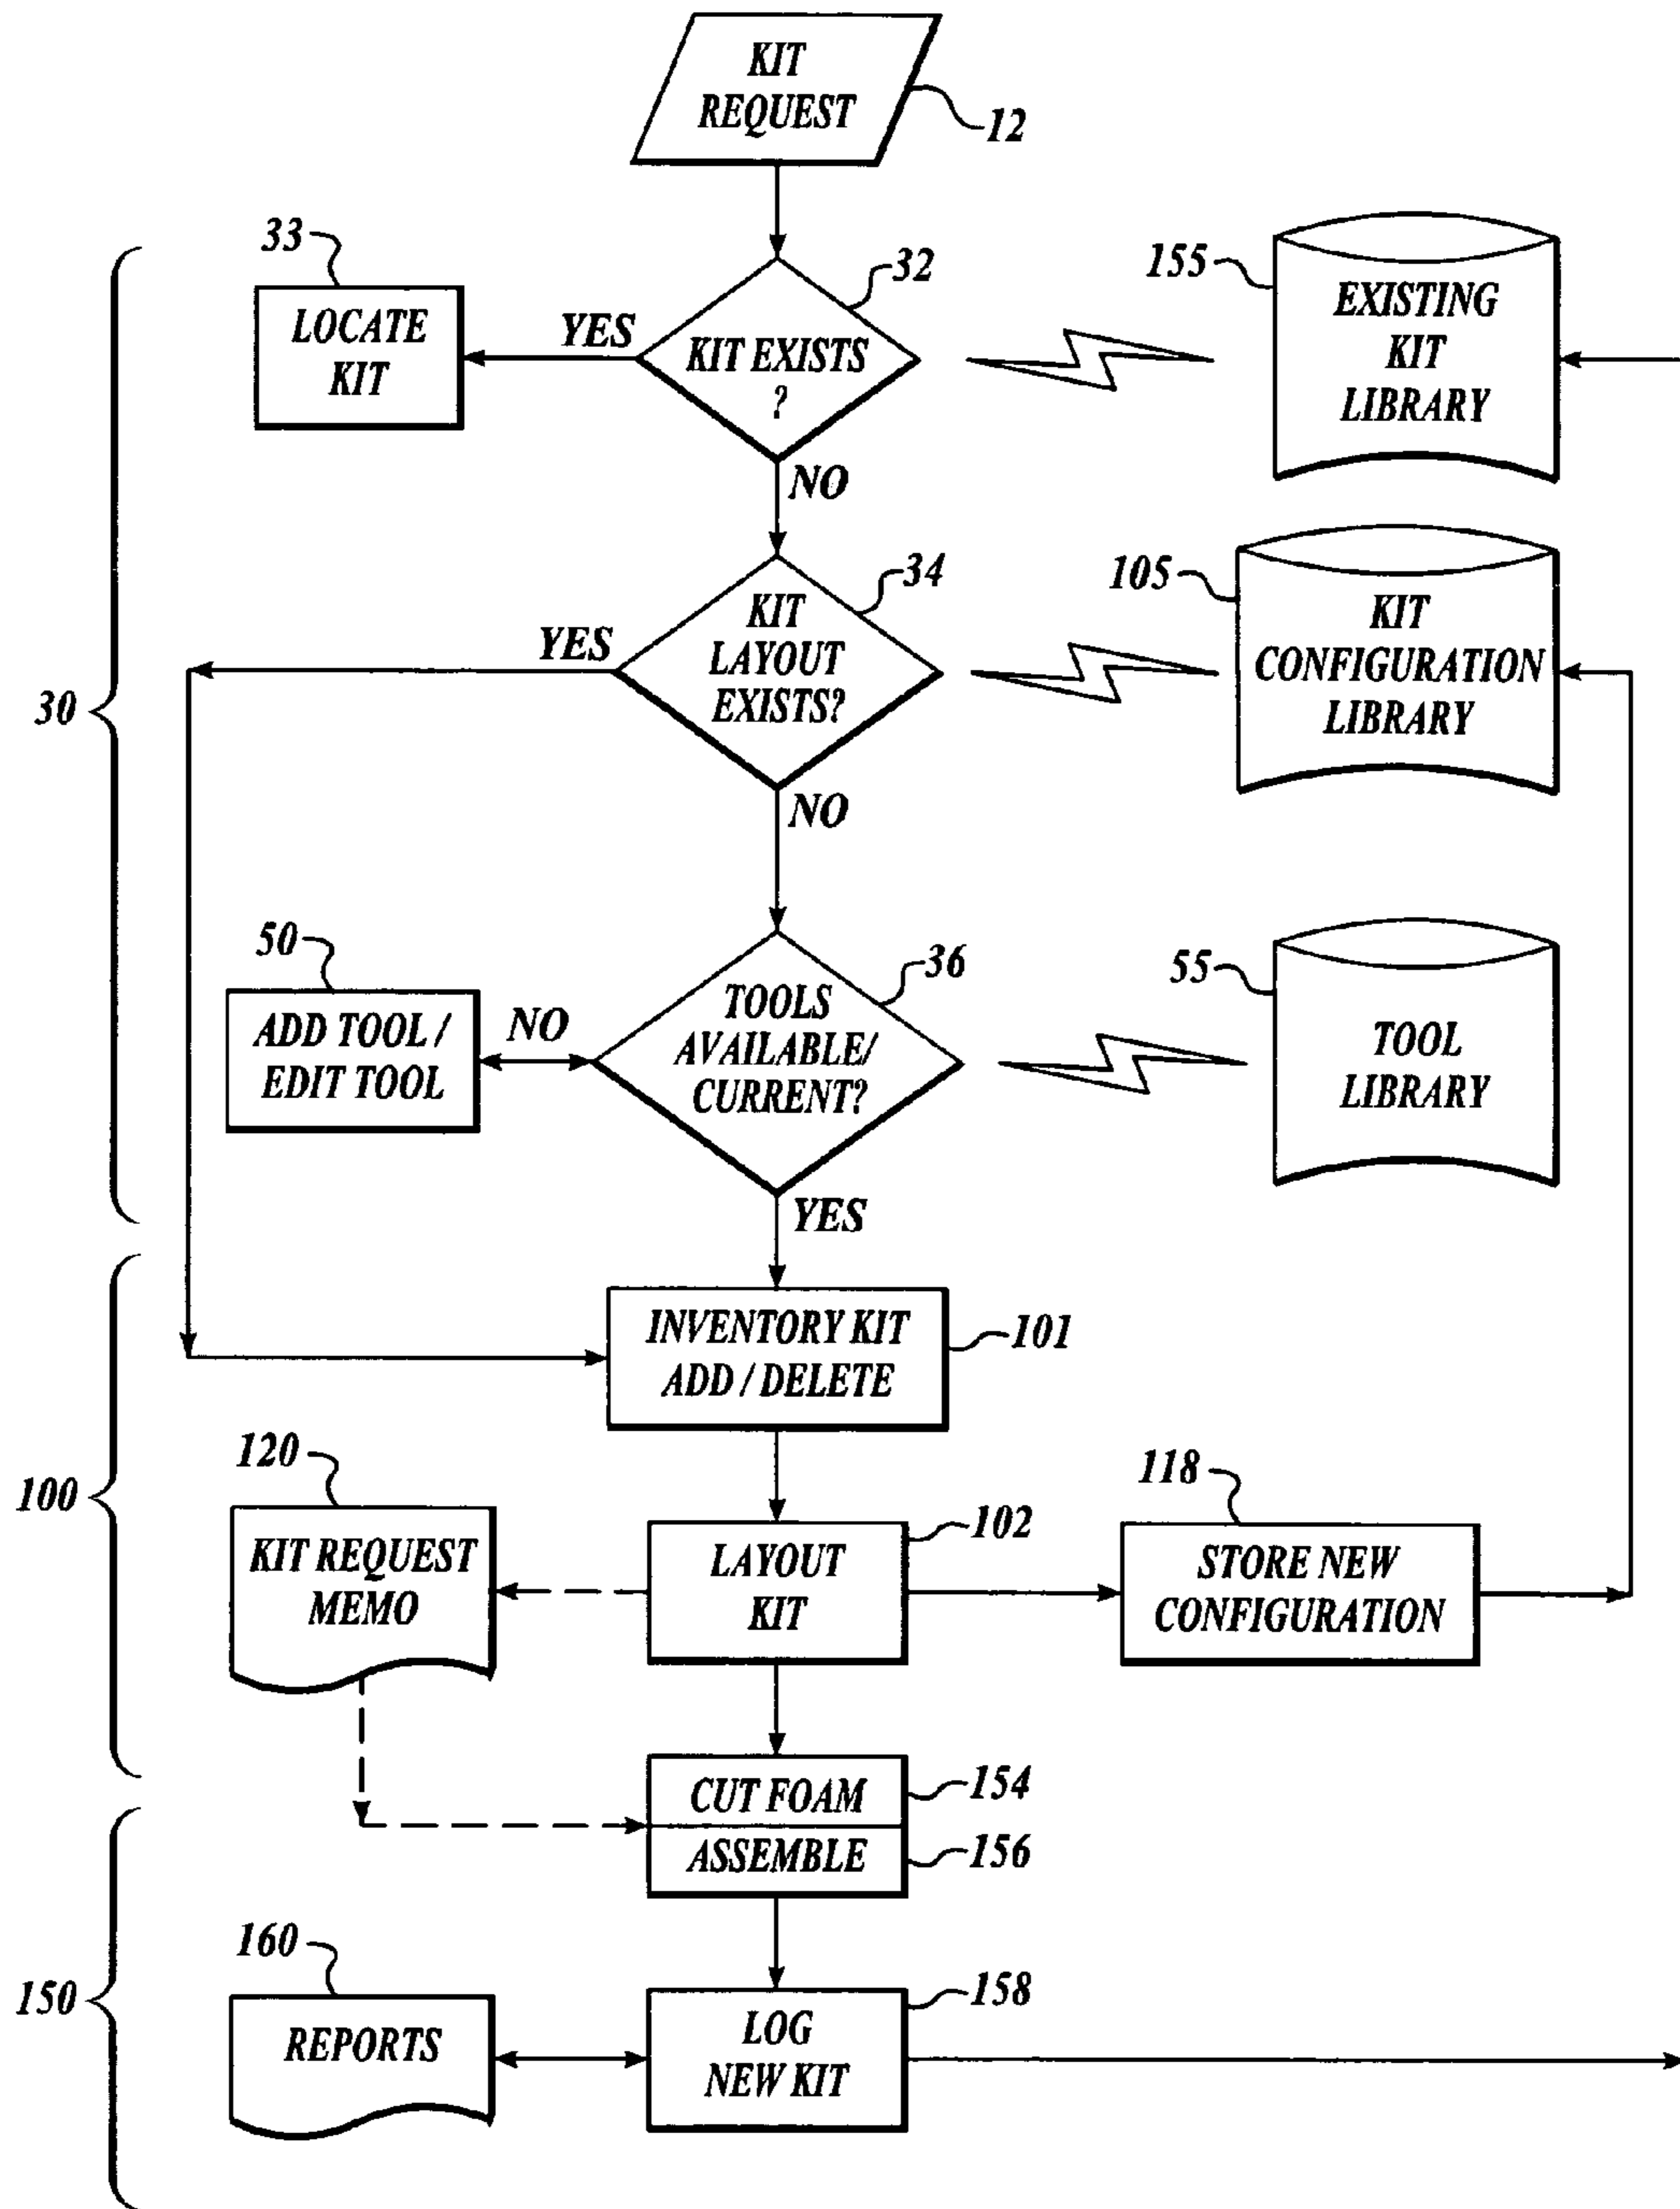 KIT
REQUEST
12
33
LOCATE
KIT
YES
32
KIT EXISTS
?
155
EXISTING
KIT
LIBRARY
NO
34
KIT
LAYOUT
EXISTS?
YES
105
KIT
CONFIGURATION
LIBRARY
30
NO
50
ADD TOOL /
EDIT TOOL
NO
36
TOOLS
AVAILABLE/
CURRENT?
55
TOOL
LIBRARY
YES
INVENTORY KIT
ADD / DELETE
101
100
120
KIT REQUEST
MEMO
102
LAYOUT
KIT
118
STORE NEW
CONFIGURATION
CUT FOAM
154
ASSEMBLE
156
150
160
REPORTS
158
LOG
NEW KIT